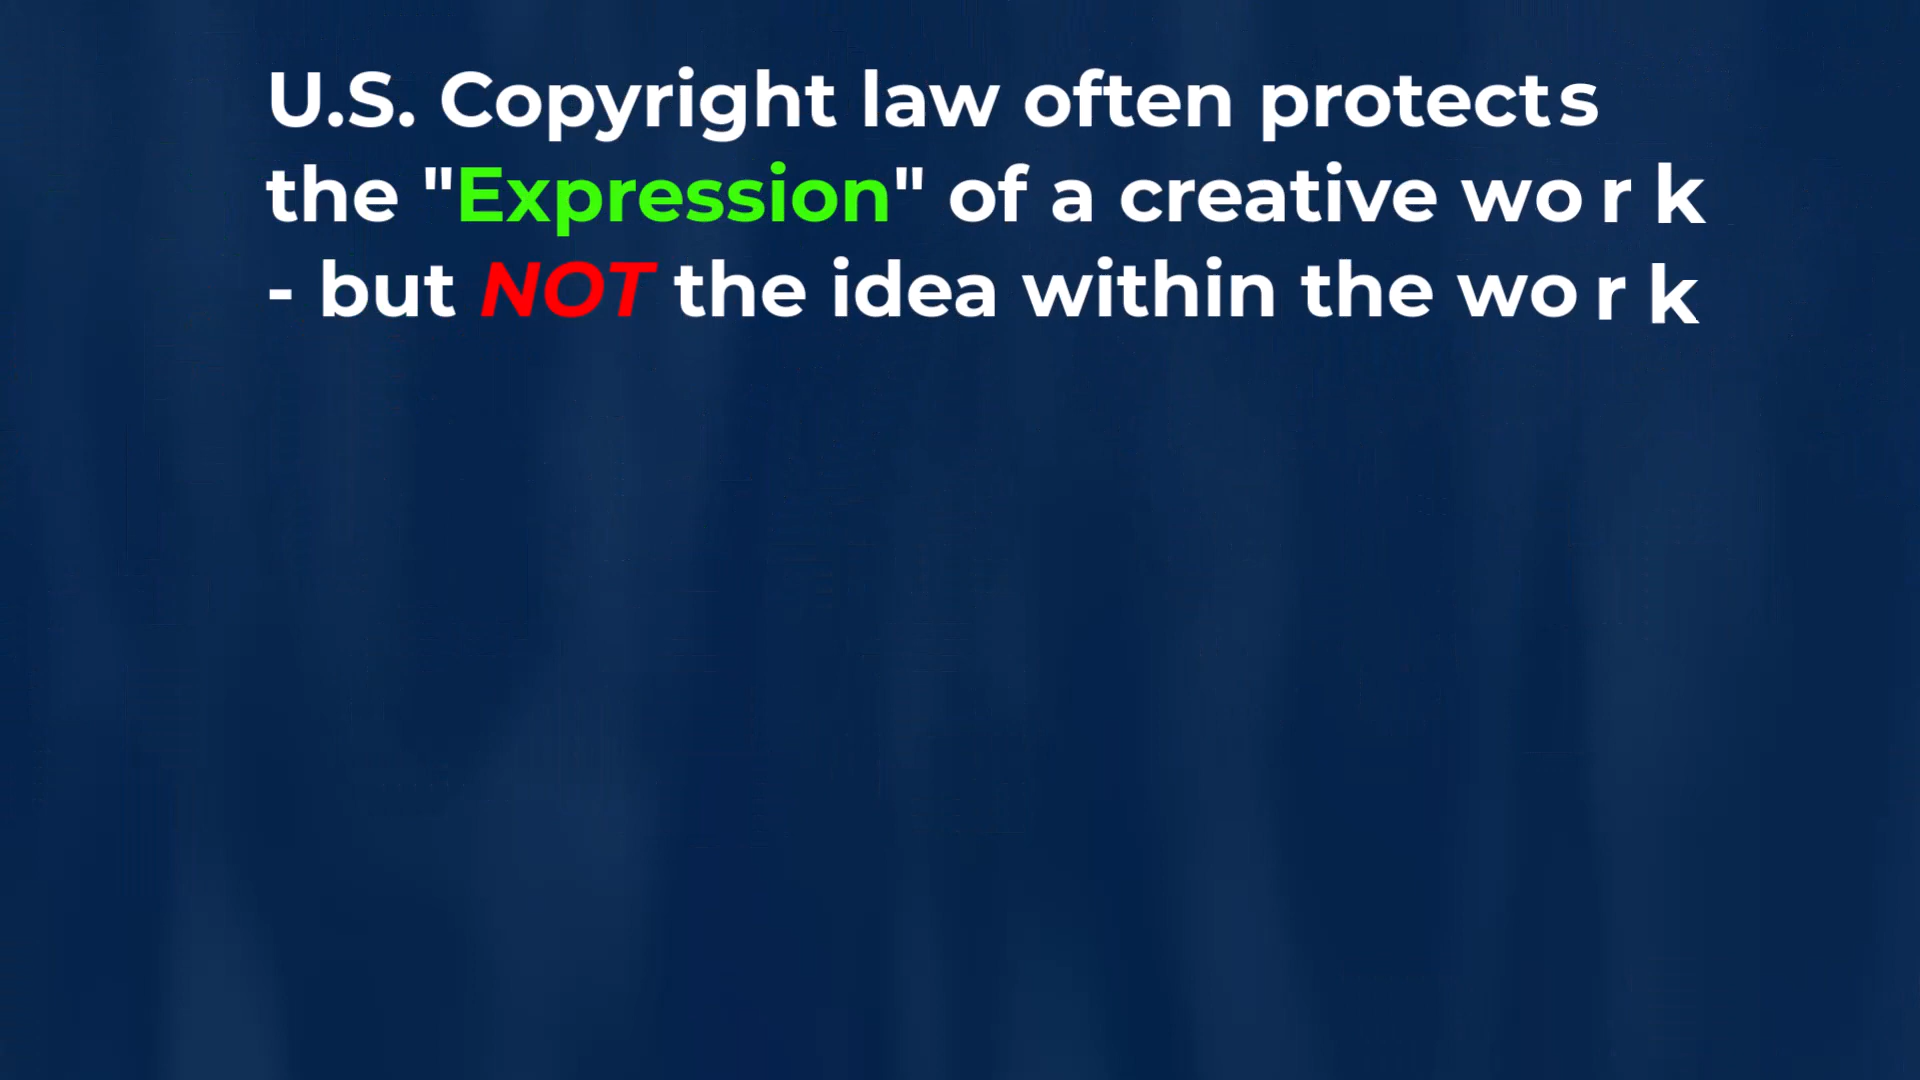 U.S. Copyright law often protects
the "Expression" of a creative work
- but NOT the idea within the work